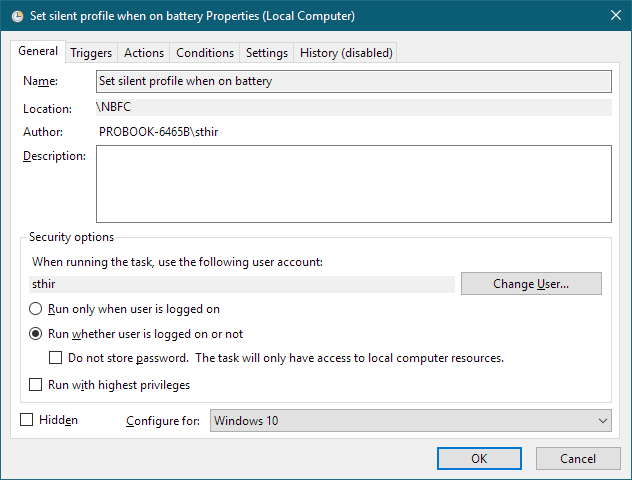 Set silent profile when on battery Properties (Local Computer)
General Triggers Actions Conditions Settings History (disabled)
Name: Set silent profile when on battery
Location: \NBFC
Author: PROBOOK-6465B\sthir
Description:
Security options
When running the task, use the following user account:
sthir Change User...
Run only when user is logged on
Run whether user is logged on or not
Do not store password. The task will only have access to local computer resources.
Run with highest privileges
Hidden Configure for: Windows 10
OK Cancel